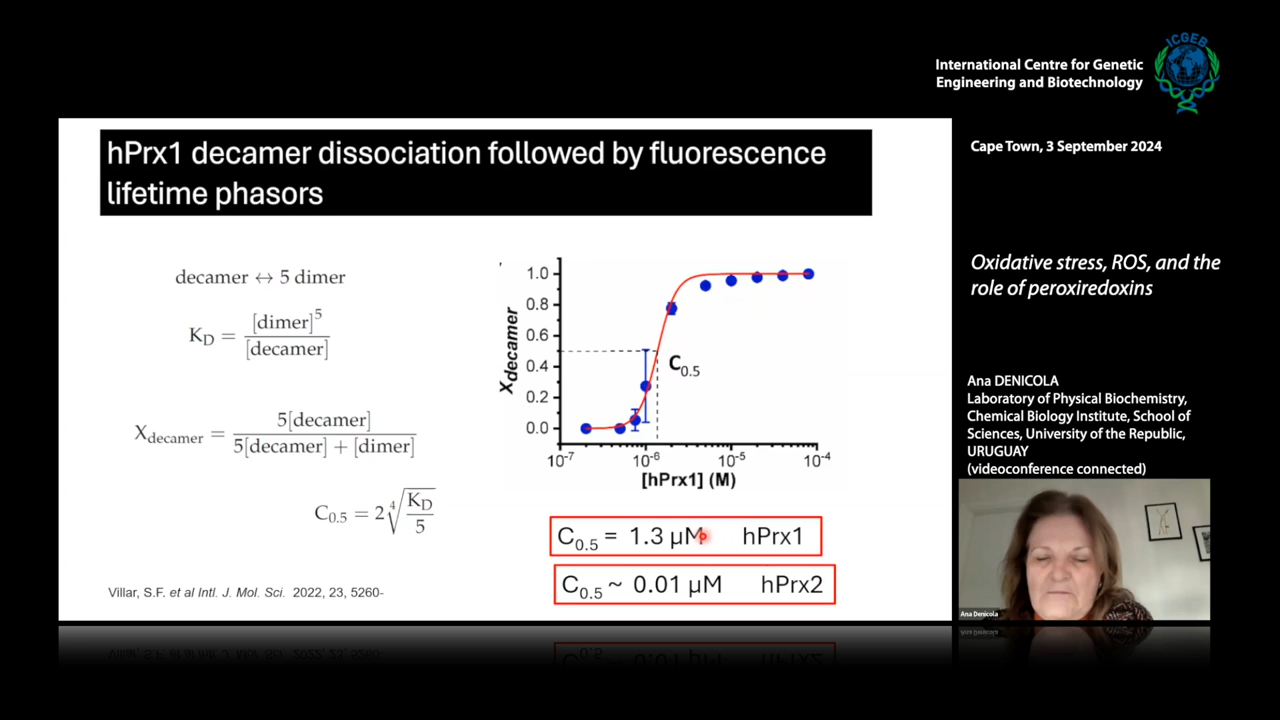 ICGEB
International Centre for Genetic
Engineering and Biotechnology
Cape Town, 3 September 2024
Oxidative stress, ROS, and the
role of peroxiredoxins
Ana DENICOLA
Laboratory of Physical Biochemistry,
Chemical Biology Institute, School of
Sciences, University of the Republic,
URUGUAY
(videoconference connected)
Ana Denicola
hPrx1 decamer dissociation followed by fluorescence
lifetime phasors
decamer ↔ 5 dimer
K_D = [dimer]^5 / [decamer]
X_decamer = 5[decamer] / (5[decamer] + [dimer])
C_0.5 = 2 ∜(K_D / 5)
X_decamer
1.0
0.8
0.6
0.4
0.2
0.0
C_0.5
10^-7 10^-6 10^-5 10^-4
[hPrx1] (M)
C_0.5 = 1.3 µM hPrx1
C_0.5 ~ 0.01 µM hPrx2
Villar, S.F. et al Intl. J. Mol. Sci. 2022, 23, 5260-